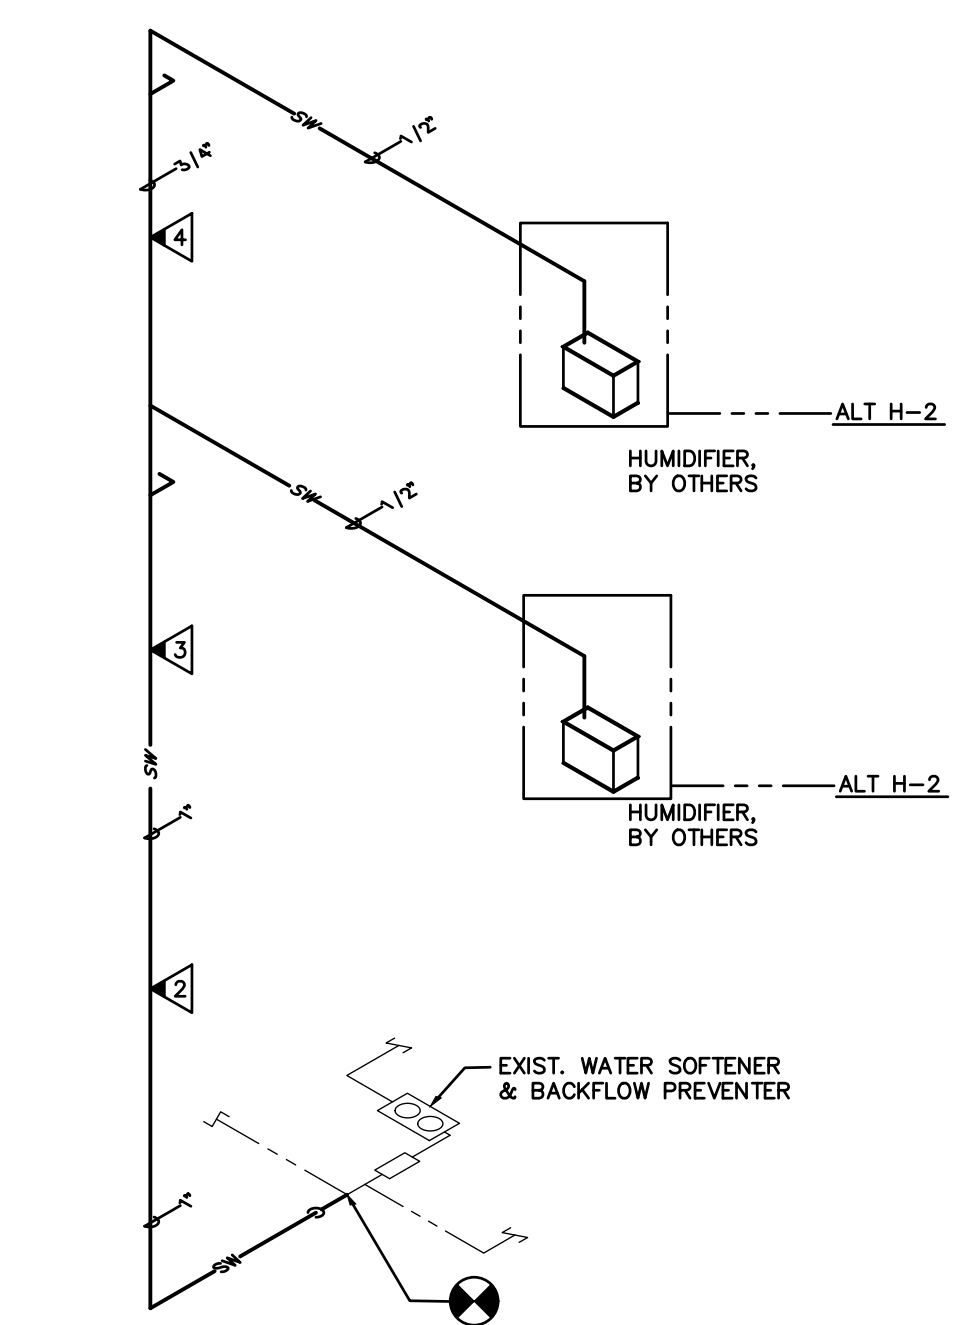 SW
1/2"
3/4"
4
ALT H-2
HUMIDIFIER,
BY OTHERS
SW
1/2"
3
SW
ALT H-2
HUMIDIFIER,
BY OTHERS
1"
2
EXIST. WATER SOFTENER
& BACKFLOW PREVENTER
1"
SW